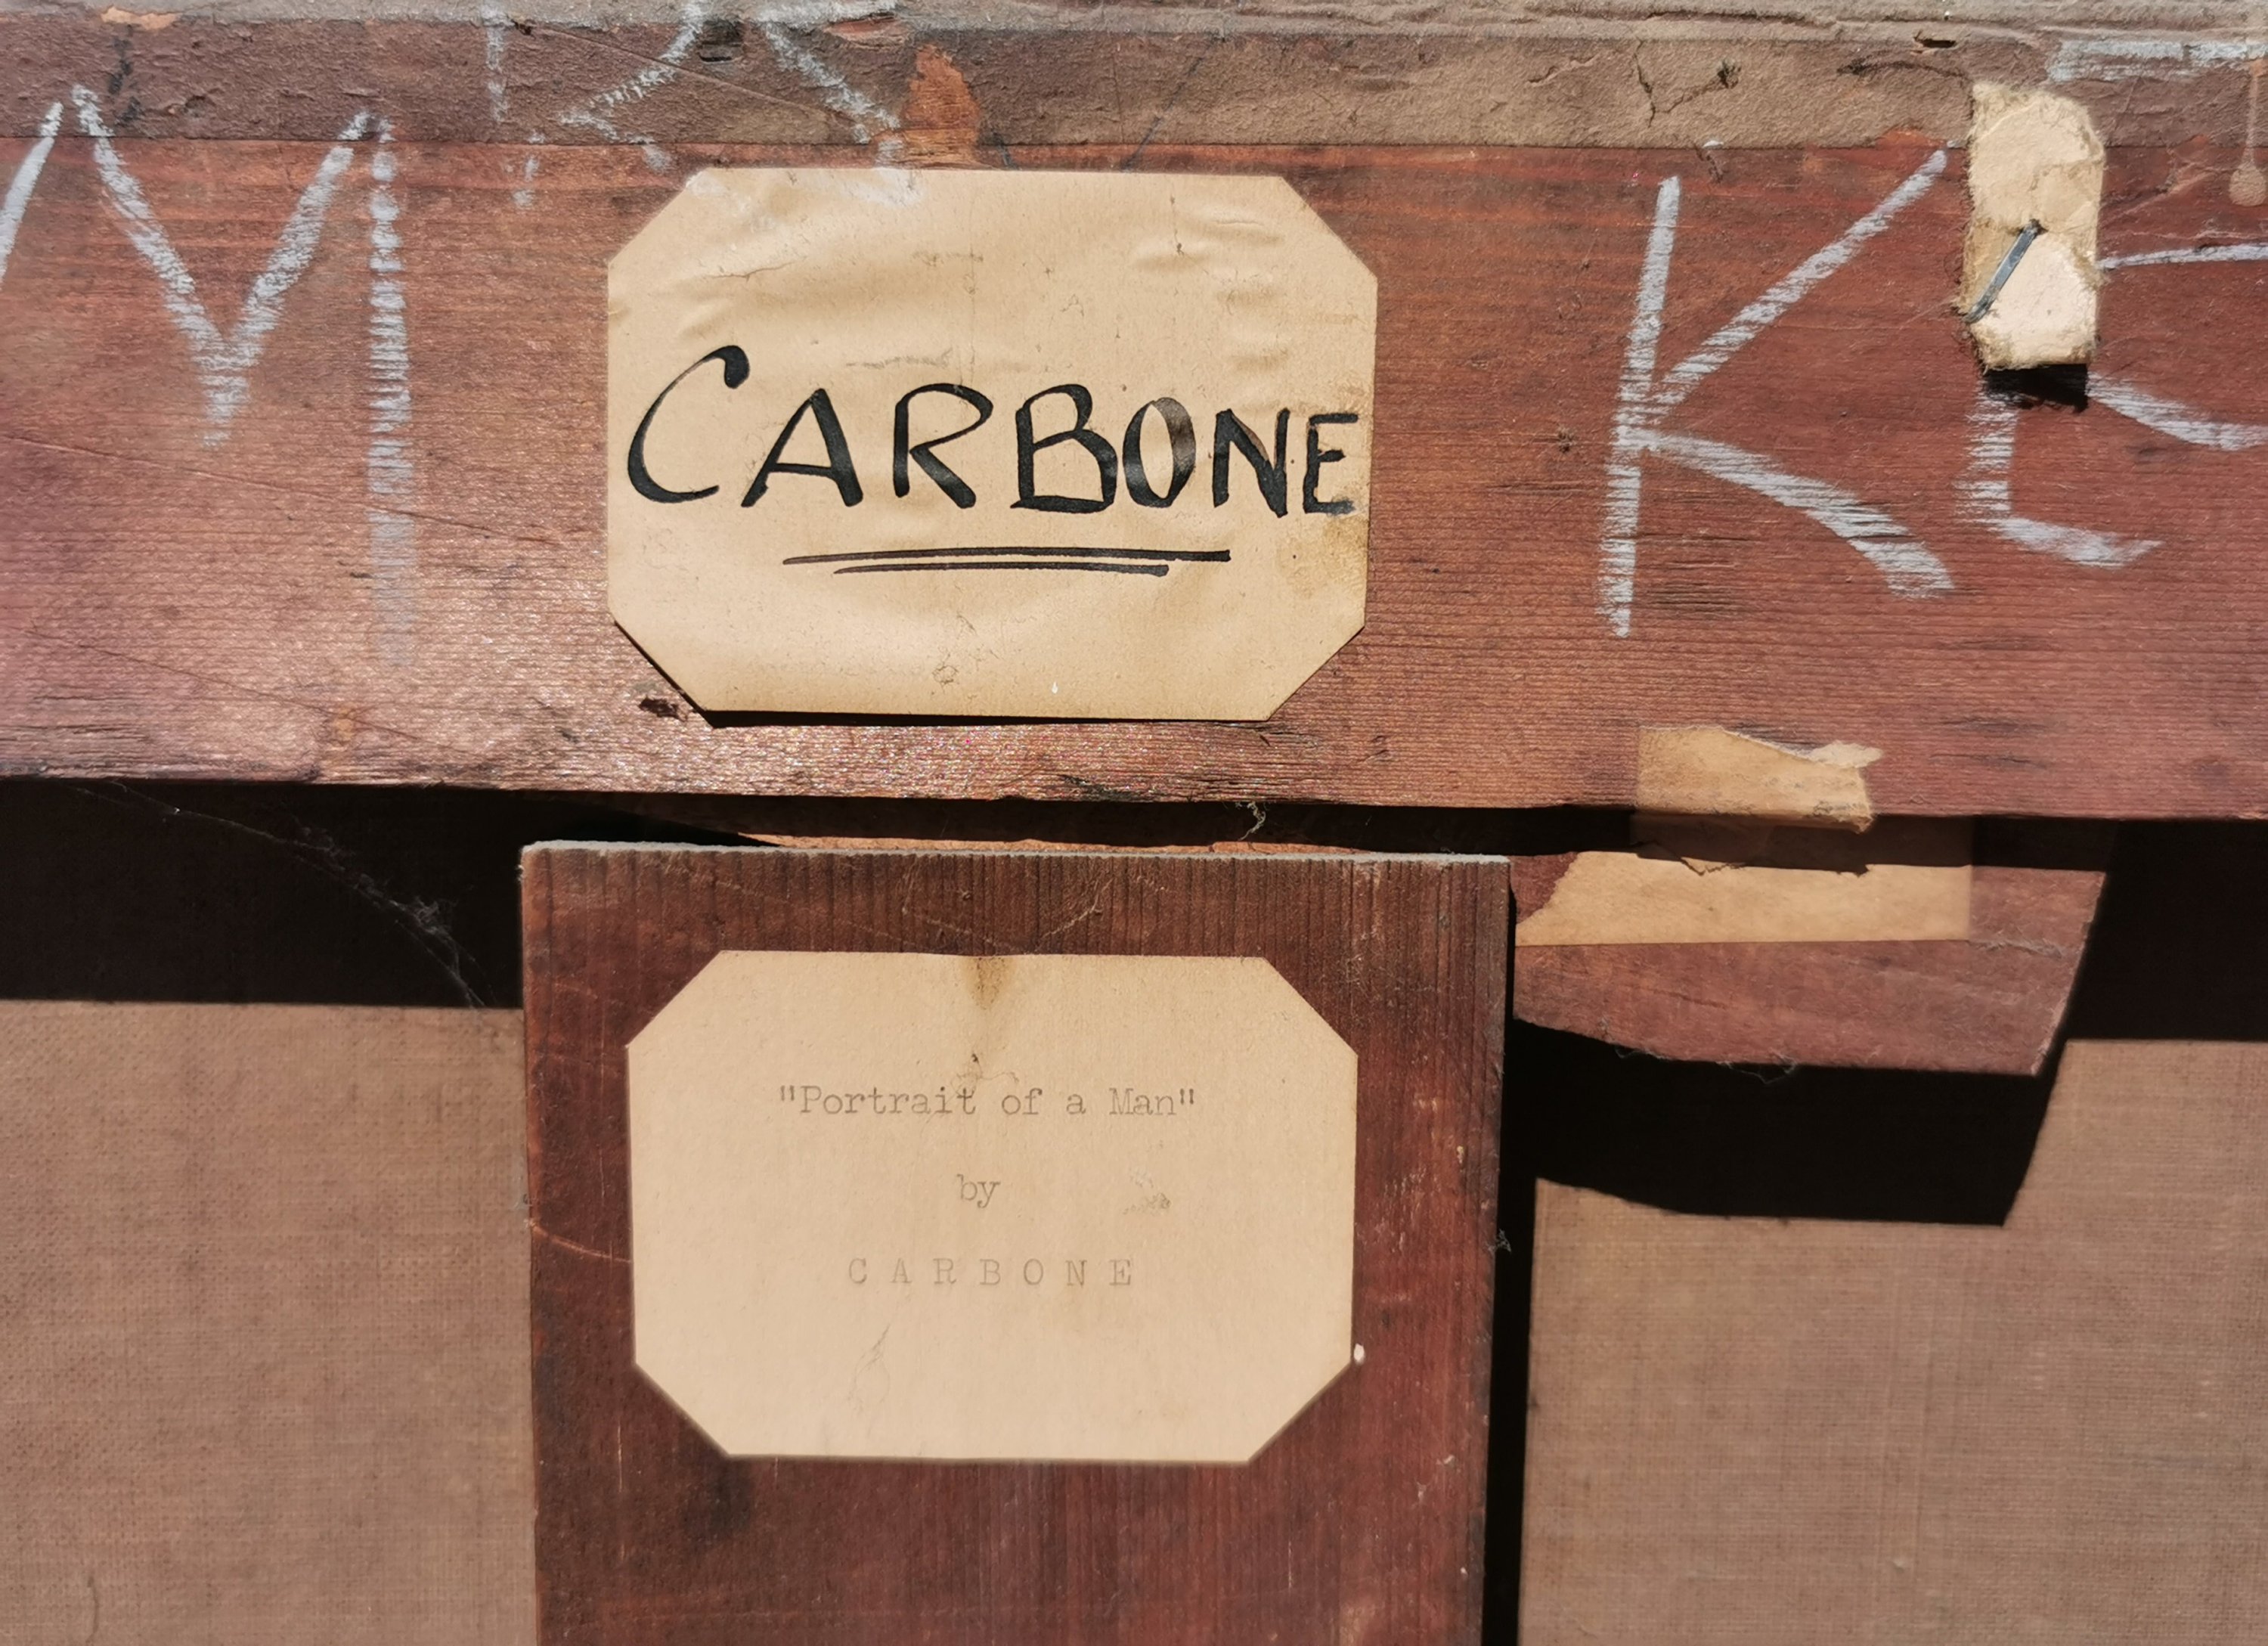 CARBONE
"Portrait of a Man"
by
CARBONE